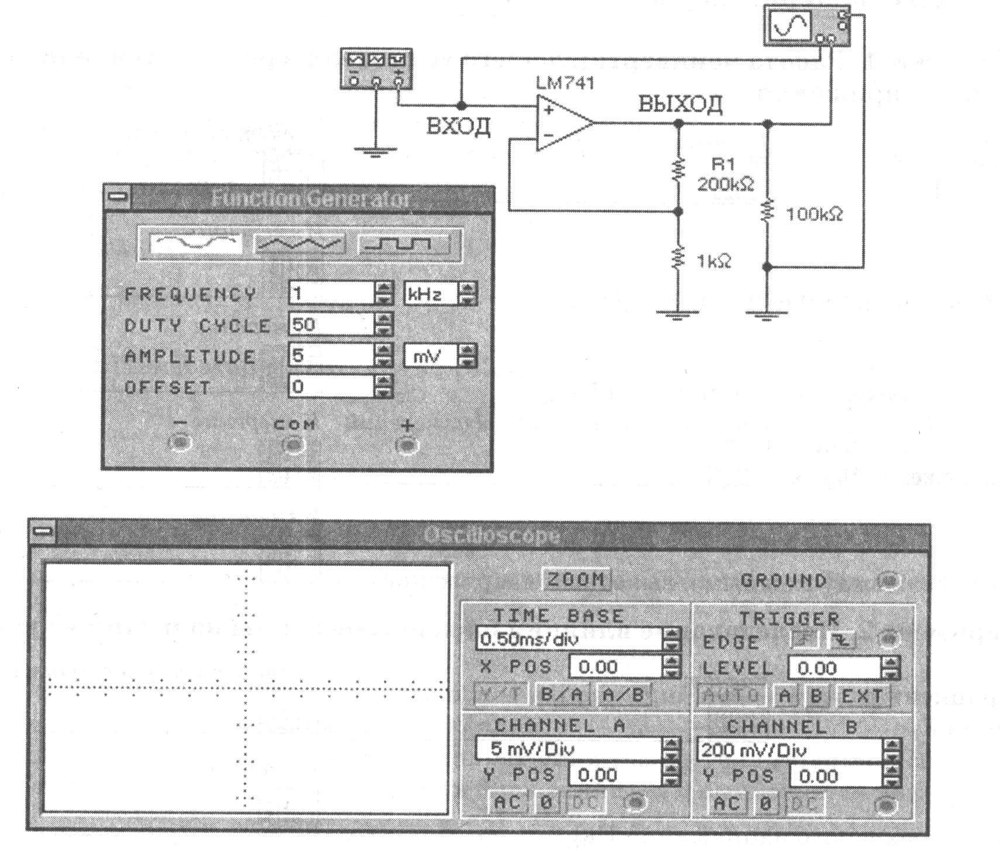 LM741
ВЫХОД
ВХОД
R1
200kΩ
100kΩ
1kΩ
Function Generator
FREQUENCY 1 kHz
DUTY CYCLE 50
AMPLITUDE 5 mV
OFFSET 0
- COM +
Oscilloscope
ZOOM GROUND
TIME BASE
0.50ms/div
X POS 0.00
Y/T B/A A/B
TRIGGER
EDGE
LEVEL 0.00
AUTO A B EXT
CHANNEL A
5 mV/Div
Y POS 0.00
AC 0 DC
CHANNEL B
200 mV/Div
Y POS 0.00
AC 0 DC